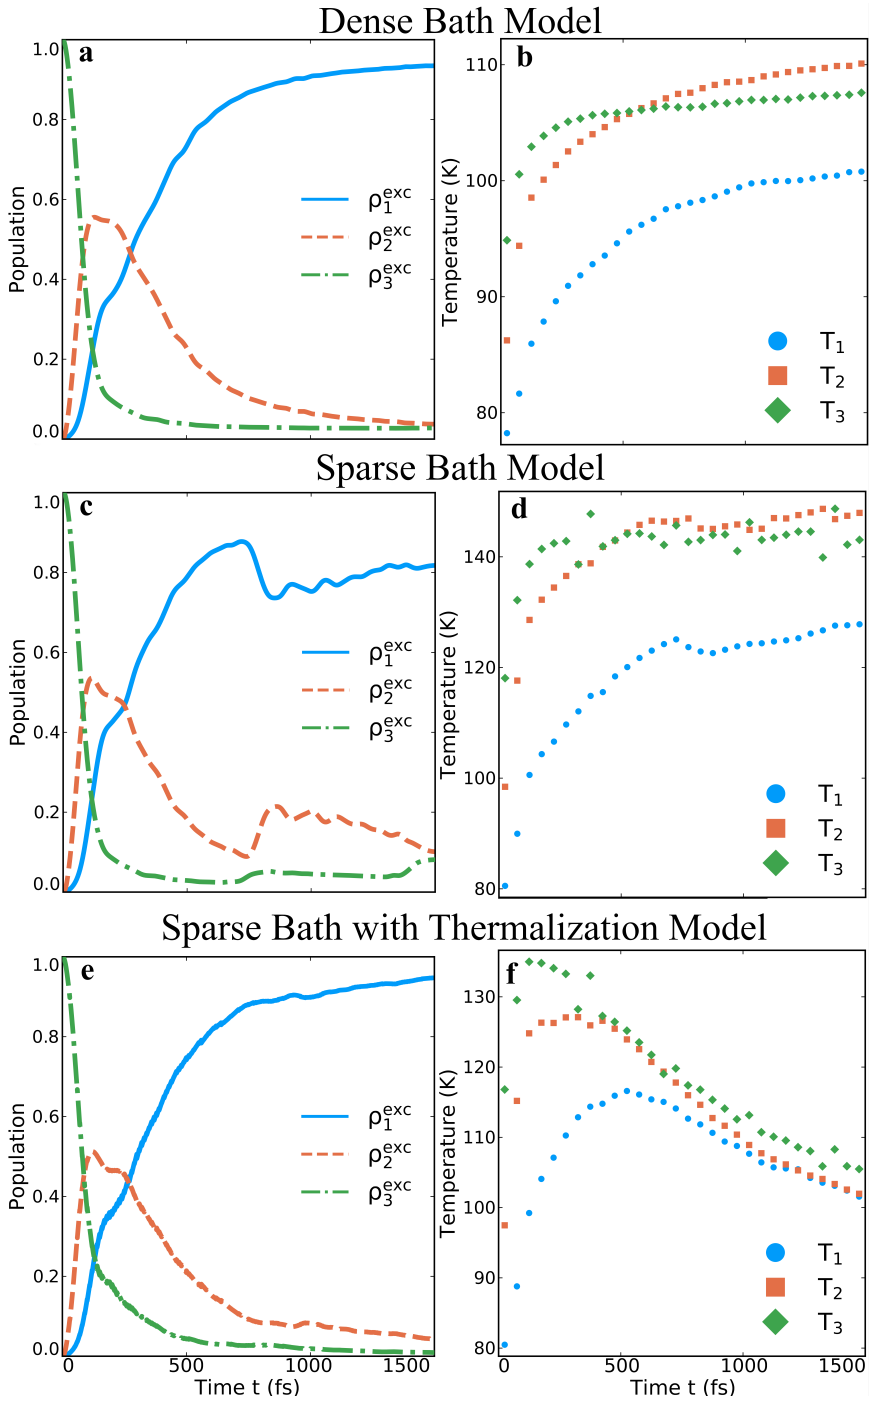 Dense Bath Model
a
1.0
0.8
0.6
0.4
0.2
0.0
Population
ρ₁ᵉˣᶜ
ρ₂ᵉˣᶜ
ρ₃ᵉˣᶜ
b
110
100
90
80
Temperature (K)
T₁
T₂
T₃
Sparse Bath Model
c
1.0
0.8
0.6
0.4
0.2
0.0
Population
ρ₁ᵉˣᶜ
ρ₂ᵉˣᶜ
ρ₃ᵉˣᶜ
d
140
120
100
80
Temperature (K)
T₁
T₂
T₃
Sparse Bath with Thermalization Model
e
1.0
0.8
0.6
0.4
0.2
0.0
Population
ρ₁ᵉˣᶜ
ρ₂ᵉˣᶜ
ρ₃ᵉˣᶜ
0 500 1000 1500
Time t (fs)
f
130
120
110
100
90
80
Temperature (K)
T₁
T₂
T₃
0 500 1000 1500
Time t (fs)